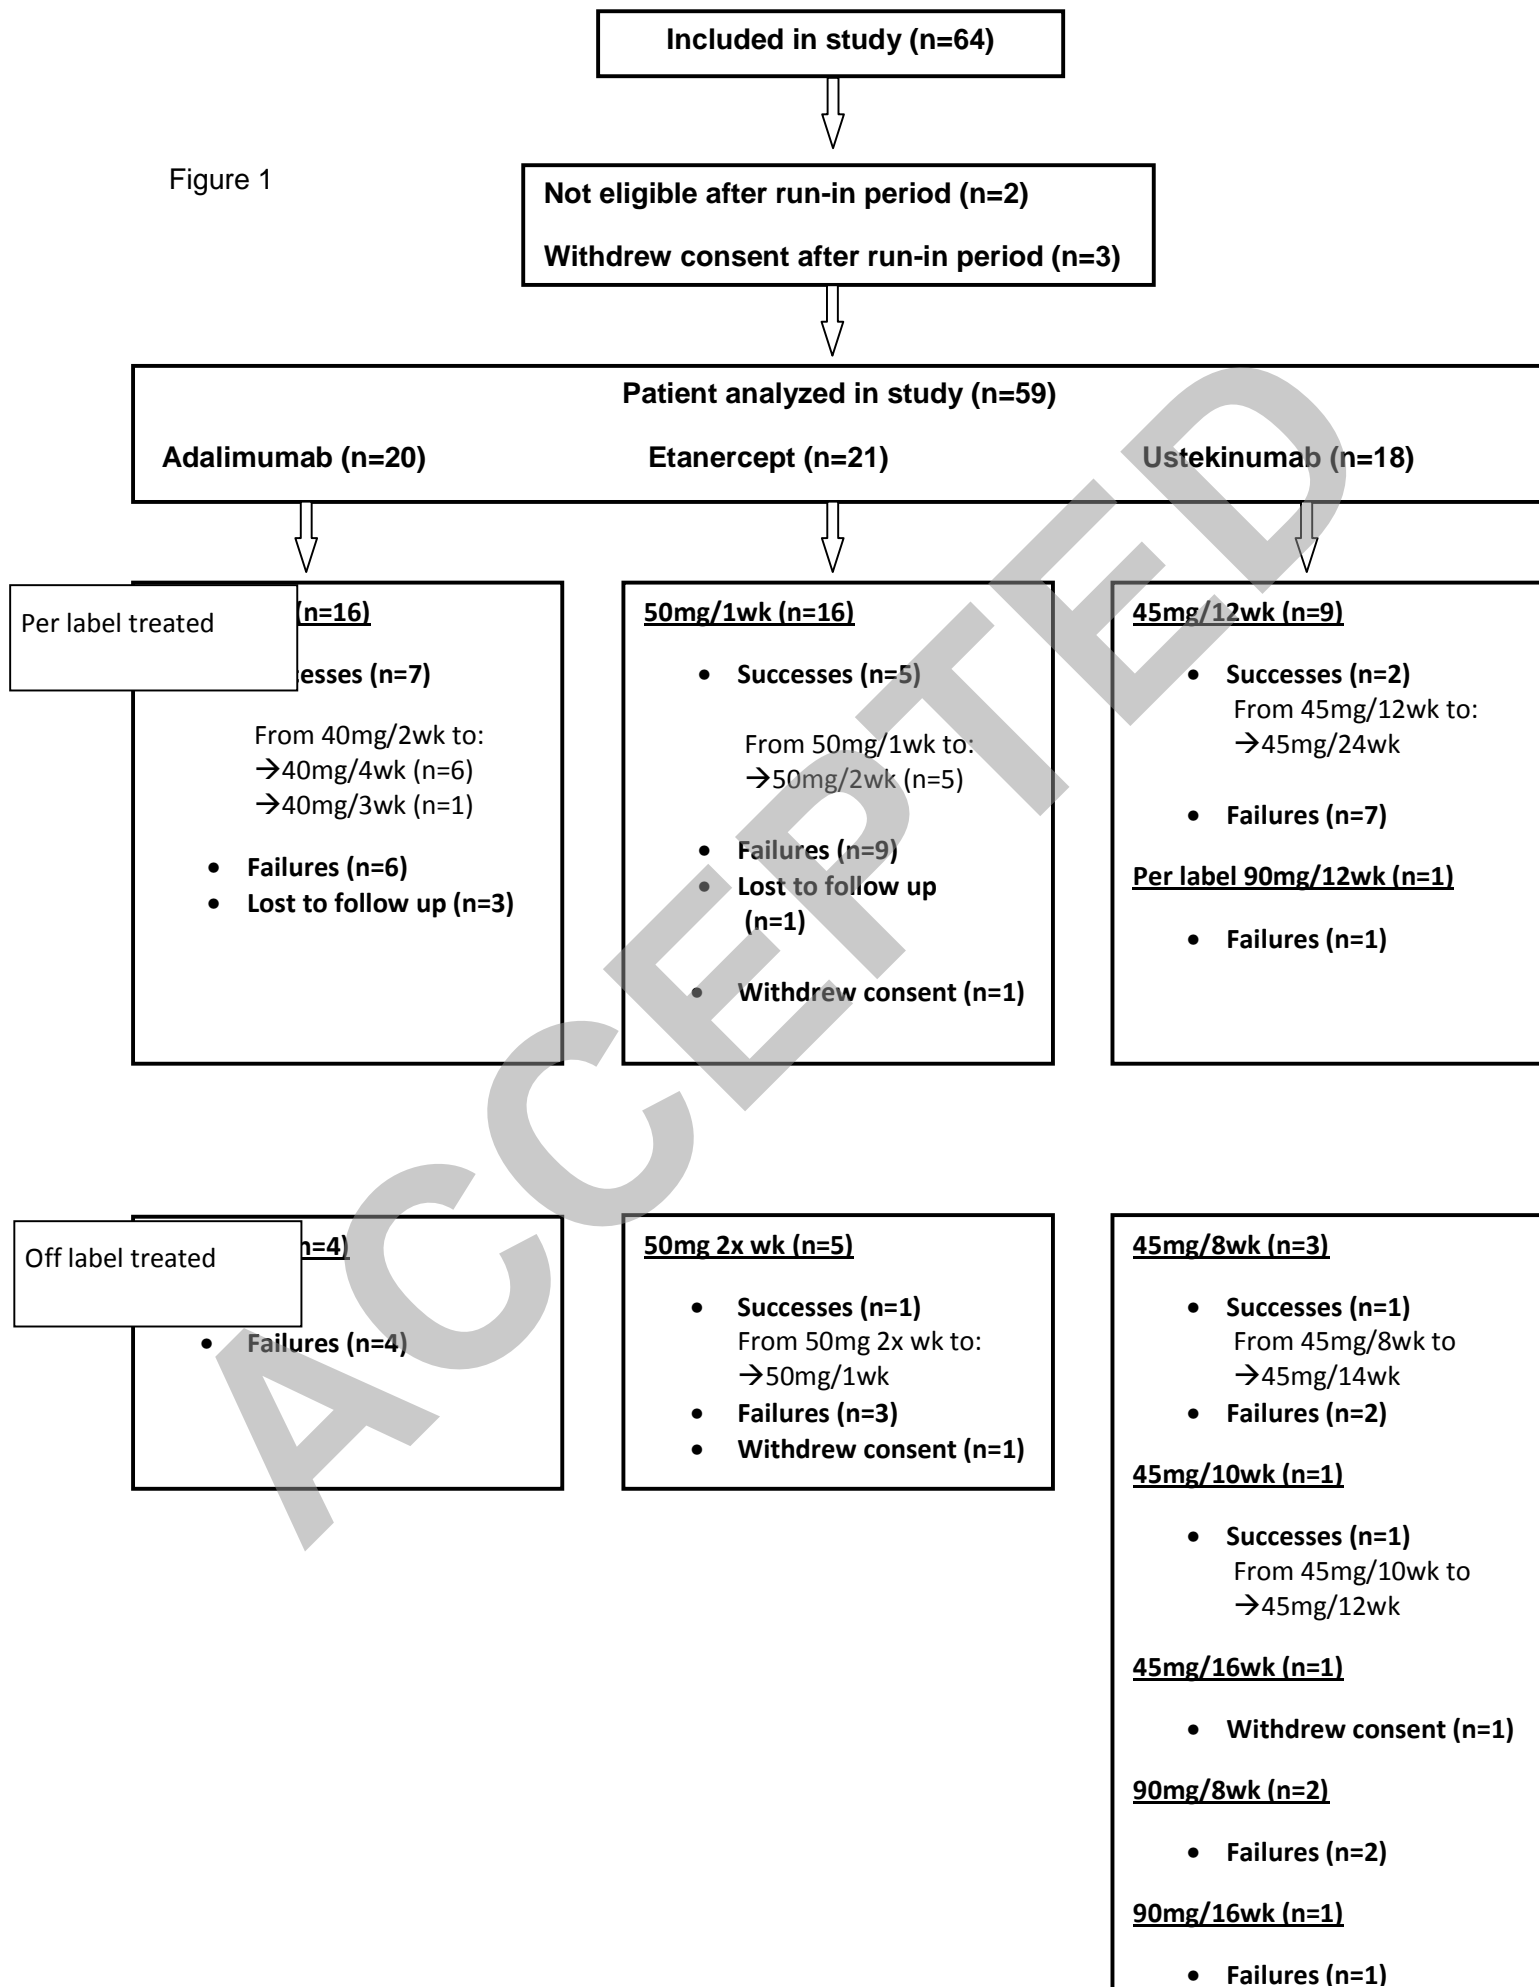 Included in study (n=64)
Figure 1
Not eligible after run-in period (n=2)
Withdrew consent after run-in period (n=3)
Patient analyzed in study (n=59)
Adalimumab (n=20)
Etanercept (n=21)
Ustekinumab (n=18)
Per label treated
(n=16)
cesses (n=7)
From 40mg/2wk to:
→40mg/4wk (n=6)
→40mg/3wk (n=1)
• Failures (n=6)
• Lost to follow up (n=3)
50mg/1wk (n=16)
• Successes (n=5)
From 50mg/1wk to:
→50mg/2wk (n=5)
• Failures (n=9)
• Lost to follow up
(n=1)
• Withdrew consent (n=1)
45mg/12wk (n=9)
• Successes (n=2)
From 45mg/12wk to:
→45mg/24wk
• Failures (n=7)
Per label 90mg/12wk (n=1)
• Failures (n=1)
Off label treated
n=4)
• Failures (n=4)
50mg 2x wk (n=5)
• Successes (n=1)
From 50mg 2x wk to:
→50mg/1wk
• Failures (n=3)
• Withdrew consent (n=1)
45mg/8wk (n=3)
• Successes (n=1)
From 45mg/8wk to
→45mg/14wk
• Failures (n=2)
45mg/10wk (n=1)
• Successes (n=1)
From 45mg/10wk to
→45mg/12wk
45mg/16wk (n=1)
• Withdrew consent (n=1)
90mg/8wk (n=2)
• Failures (n=2)
90mg/16wk (n=1)
• Failures (n=1)
ACCEPTED